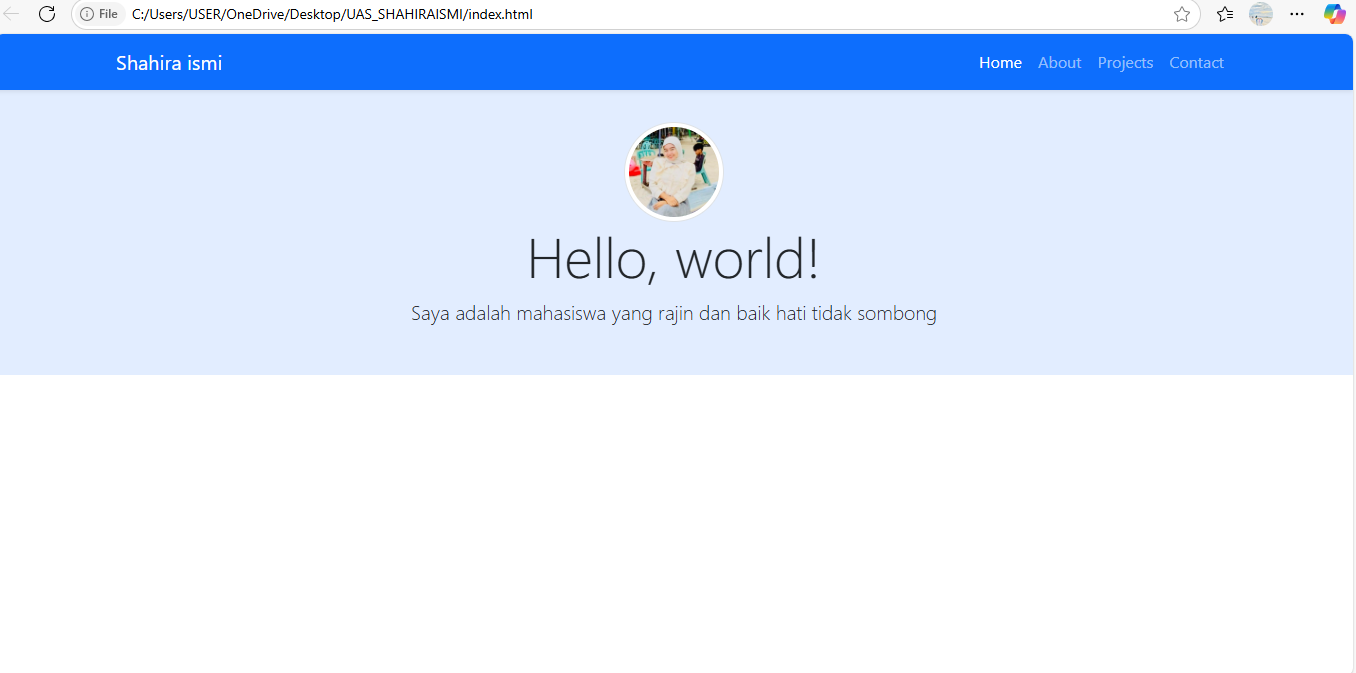 File C:/Users/USER/OneDrive/Desktop/UAS_SHAHIRAISMI/index.html
Shahira ismi Home About Projects Contact
Hello, world!
Saya adalah mahasiswa yang rajin dan baik hati tidak sombong